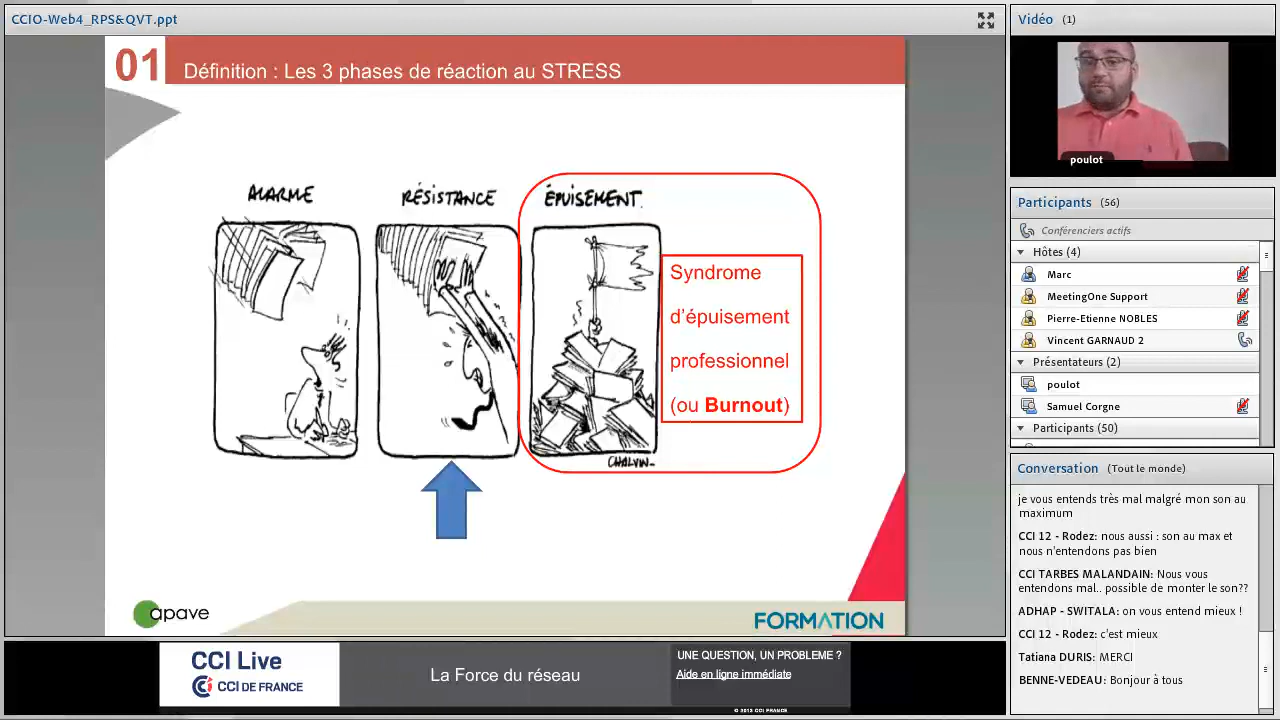 CCIO-Web4_RPS&QVT.ppt
01
Définition : Les 3 phases de réaction au STRESS
ALARME
RÉSISTANCE
ÉPUISEMENT
Syndrome
d'épuisement
professionnel
(ou Burnout)
CHALVIN
apave
FORMATION
CCI Live
CCI DE FRANCE
La Force du réseau
UNE QUESTION, UN PROBLEME ?
Aide en ligne immédiate
© 2013 CCI FRANCE
Vidéo (1)
poulot
Participants (56)
Conférenciers actifs
Hôtes (4)
Marc
MeetingOne Support
Pierre-Etienne NOBLES
Vincent GARNAUD 2
Présentateurs (2)
poulot
Samuel Corgne
Participants (50)
Conversation (Tout le monde)
je vous entends très mal malgré mon son au
maximum
CCI 12 - Rodez: nous aussi : son au max et
nous n'entendons pas bien
CCI TARBES MALANDAIN: Nous vous
entendons mal.. possible de monter le son??
ADHAP - SWITALA: on vous entend mieux !
CCI 12 - Rodez: c'est mieux
Tatiana DURIS: MERCI
BENNE-VEDEAU: Bonjour à tous